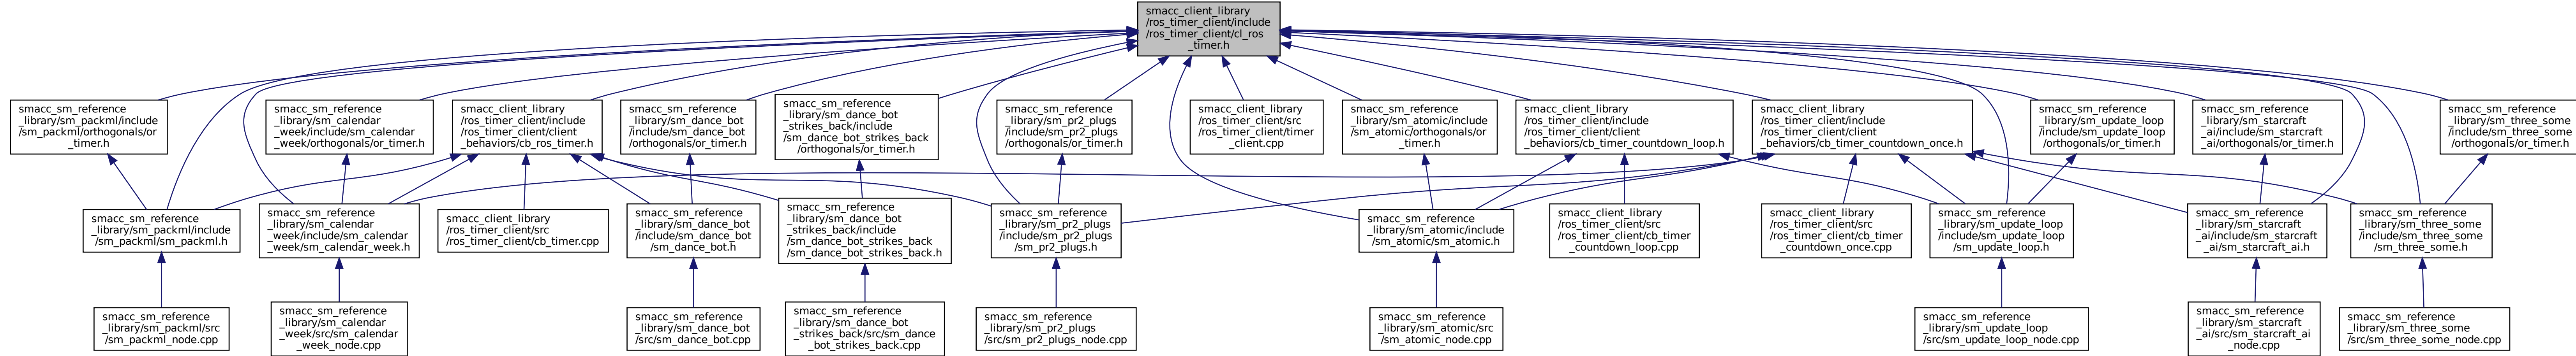 smacc_client_library
/ros_timer_client/include
/ros_timer_client/cl_ros
_timer.h
smacc_sm_reference
_library/sm_packml/include
/sm_packml/orthogonals/or
_timer.h
smacc_sm_reference
_library/sm_calendar
_week/include/sm_calendar
_week/orthogonals/or_timer.h
smacc_client_library
/ros_timer_client/include
/ros_timer_client/client
_behaviors/cb_ros_timer.h
smacc_sm_reference
_library/sm_dance_bot
/include/sm_dance_bot
/orthogonals/or_timer.h
smacc_sm_reference
_library/sm_dance_bot
_strikes_back/include
/sm_dance_bot_strikes_back
/orthogonals/or_timer.h
smacc_sm_reference
_library/sm_pr2_plugs
/include/sm_pr2_plugs
/orthogonals/or_timer.h
smacc_client_library
/ros_timer_client/src
/ros_timer_client/timer
_client.cpp
smacc_sm_reference
_library/sm_atomic/include
/sm_atomic/orthogonals/or
_timer.h
smacc_client_library
/ros_timer_client/include
/ros_timer_client/client
_behaviors/cb_timer_countdown_loop.h
smacc_client_library
/ros_timer_client/include
/ros_timer_client/client
_behaviors/cb_timer_countdown_once.h
smacc_sm_reference
_library/sm_update_loop
/include/sm_update_loop
/orthogonals/or_timer.h
smacc_sm_reference
_library/sm_starcraft
_ai/include/sm_starcraft
_ai/orthogonals/or_timer.h
smacc_sm_reference
_library/sm_three_some
/include/sm_three_some
/orthogonals/or_timer.h
smacc_sm_reference
_library/sm_packml/include
/sm_packml/sm_packml.h
smacc_sm_reference
_library/sm_calendar
_week/include/sm_calendar
_week/sm_calendar_week.h
smacc_client_library
/ros_timer_client/src
/ros_timer_client/cb_timer.cpp
smacc_sm_reference
_library/sm_dance_bot
/include/sm_dance_bot
/sm_dance_bot.h
smacc_sm_reference
_library/sm_dance_bot
_strikes_back/include
/sm_dance_bot_strikes_back
/sm_dance_bot_strikes_back.h
smacc_sm_reference
_library/sm_pr2_plugs
/include/sm_pr2_plugs
/sm_pr2_plugs.h
smacc_sm_reference
_library/sm_atomic/include
/sm_atomic/sm_atomic.h
smacc_client_library
/ros_timer_client/src
/ros_timer_client/cb_timer
_countdown_loop.cpp
smacc_client_library
/ros_timer_client/src
/ros_timer_client/cb_timer
_countdown_once.cpp
smacc_sm_reference
_library/sm_update_loop
/include/sm_update_loop
/sm_update_loop.h
smacc_sm_reference
_library/sm_starcraft
_ai/include/sm_starcraft
_ai/sm_starcraft_ai.h
smacc_sm_reference
_library/sm_three_some
/include/sm_three_some
/sm_three_some.h
smacc_sm_reference
_library/sm_packml/src
/sm_packml_node.cpp
smacc_sm_reference
_library/sm_calendar
_week/src/sm_calendar
_week_node.cpp
smacc_sm_reference
_library/sm_dance_bot
/src/sm_dance_bot.cpp
smacc_sm_reference
_library/sm_dance_bot
_strikes_back/src/sm_dance
_bot_strikes_back.cpp
smacc_sm_reference
_library/sm_pr2_plugs
/src/sm_pr2_plugs_node.cpp
smacc_sm_reference
_library/sm_atomic/src
/sm_atomic_node.cpp
smacc_sm_reference
_library/sm_update_loop
/src/sm_update_loop_node.cpp
smacc_sm_reference
_library/sm_starcraft
_ai/src/sm_starcraft_ai
_node.cpp
smacc_sm_reference
_library/sm_three_some
/src/sm_three_some_node.cpp